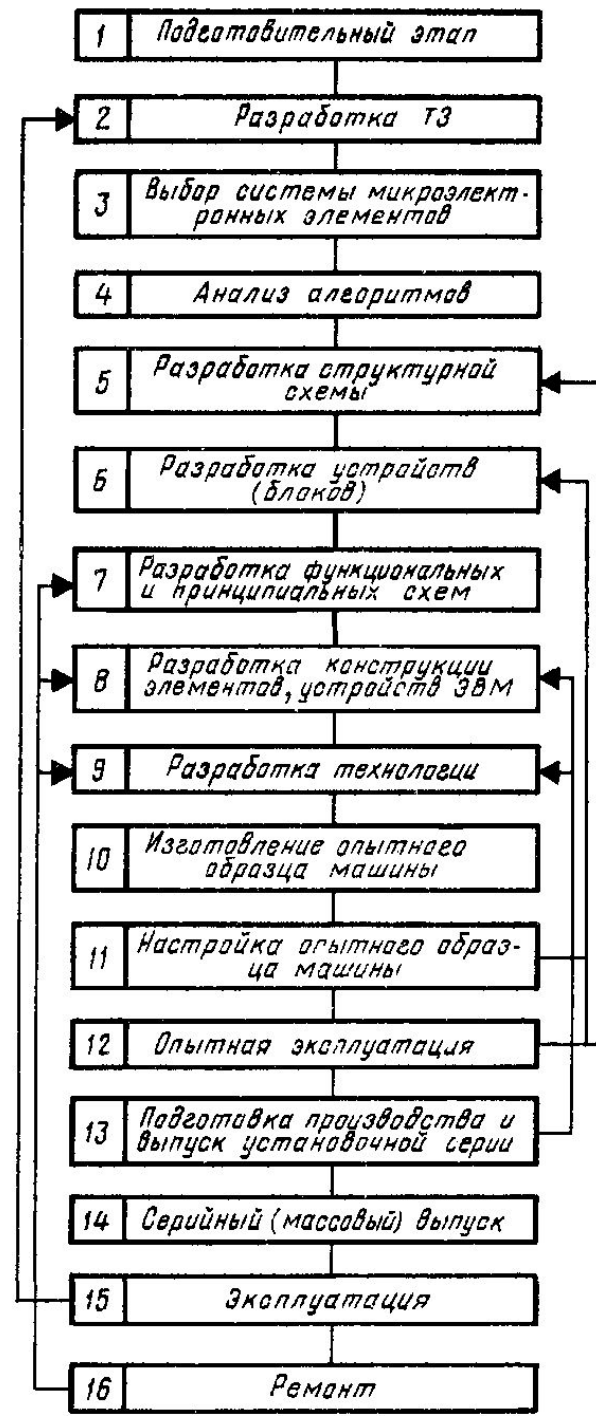 1 Подготовительный этап
2 Разработка ТЗ
3 Выбор системы микроэлект-
ронных элементов
4 Анализ алгоритмов
5 Разработка структурной
схемы
6 Разработка устройств
(блоков)
7 Разработка функциональных
и принципиальных схем
8 Разработка конструкции
элементов, устройств ЭВМ
9 Разработка технологии
10 Изготовление опытного
образца машины
11 Настройка опытного образ-
ца машины
12 Опытная эксплуатация
13 Подготовка производства и
выпуск установочной серии
14 Серийный (массовый) выпуск
15 Эксплуатация
16 Ремонт